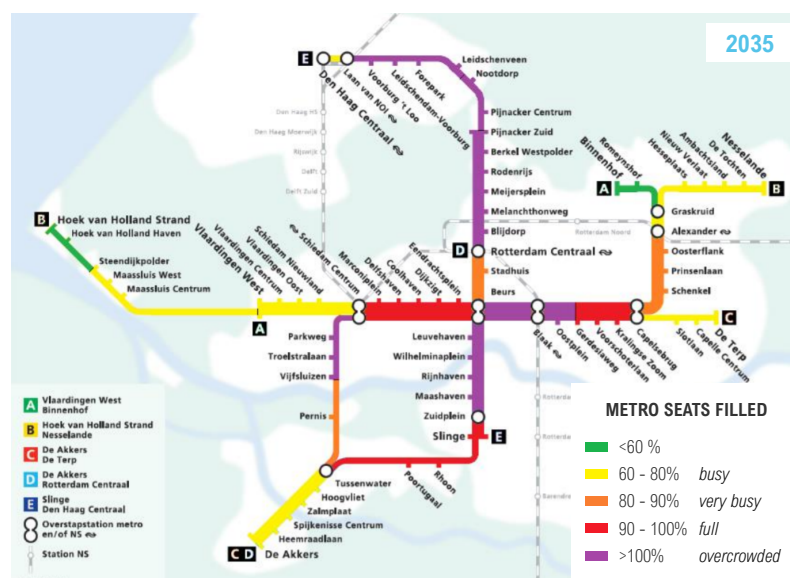 2035
E
Den Haag Centraal
Laan van NOI
Voorburg 't Loo
Leidschendam-Voorburg
Forepark
Leidschenveen
Nootdorp
Pijnacker Centrum
Pijnacker Zuid
Berkel Westpolder
Rodenrijs
Meijersplein
Melanchthonweg
Blijdorp
D
Rotterdam Centraal
Stadhuis
Beurs
Den Haag HS
Den Haag Moerwijk
Rijswijk
Delft
Delft Zuid
Rotterdam Noord
A
Binnenhof
Romeynshof
Hesseplaats
Nieuw Verlaat
Ambachtsland
De Tochten
Nesselande
B
Graskruid
Alexander
Oosterflank
Prinsenlaan
Schenkel
B
Hoek van Holland Strand
Hoek van Holland Haven
Steendijkpolder
Maassluis West
Maassluis Centrum
Vlaardingen West
Vlaardingen Centrum
Vlaardingen Oost
Schiedam Nieuwland
Schiedam Centrum
Marconiplein
Delfshaven
Coolhaven
Dijkzigt
Eendrachtsplein
A
Blaak
Oostplein
Gerdesiaweg
Voorschoterlaan
Kralingse Zoom
Capelsebrug
Slotlaan
Capelle Centrum
De Terp
C
Parkweg
Troelstralaan
Vijfsluizen
Pernis
Leuvehaven
Wilhelminaplein
Rijnhaven
Maashaven
Zuidplein
Slinge
E
Rotterda
Rotterda
Barendre
Tussenwater
Hoogvliet
Zalmplaat
Spijkenisse Centrum
Heemraadlaan
C D De Akkers
Poortugaal
Rhoon
A Vlaardingen West
Binnenhof
B Hoek van Holland Strand
Nesselande
C De Akkers
De Terp
D De Akkers
Rotterdam Centraal
E Slinge
Den Haag Centraal
Overstapstation metro
en/of NS
Station NS
METRO SEATS FILLED
<60 %
60 - 80% busy
80 - 90% very busy
90 - 100% full
>100% overcrowded